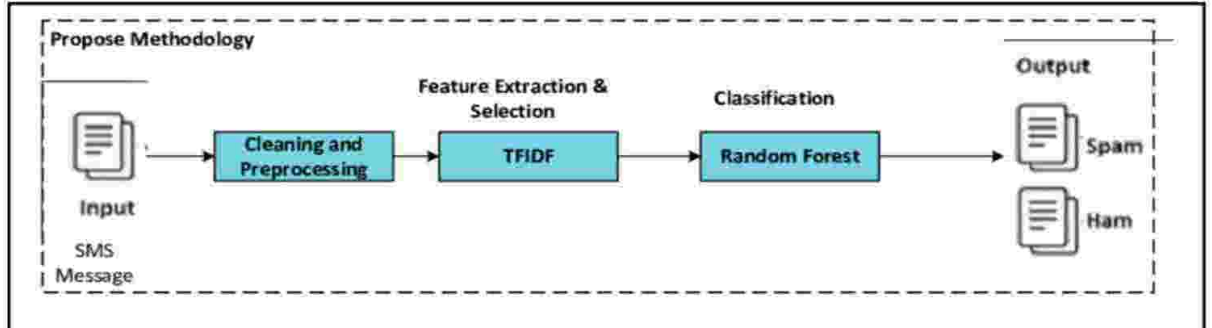 Propose Methodology
Input
SMS
Message
Cleaning and
Preprocessing
Feature Extraction &
Selection
TFIDF
Classification
Random Forest
Output
Spam
Ham